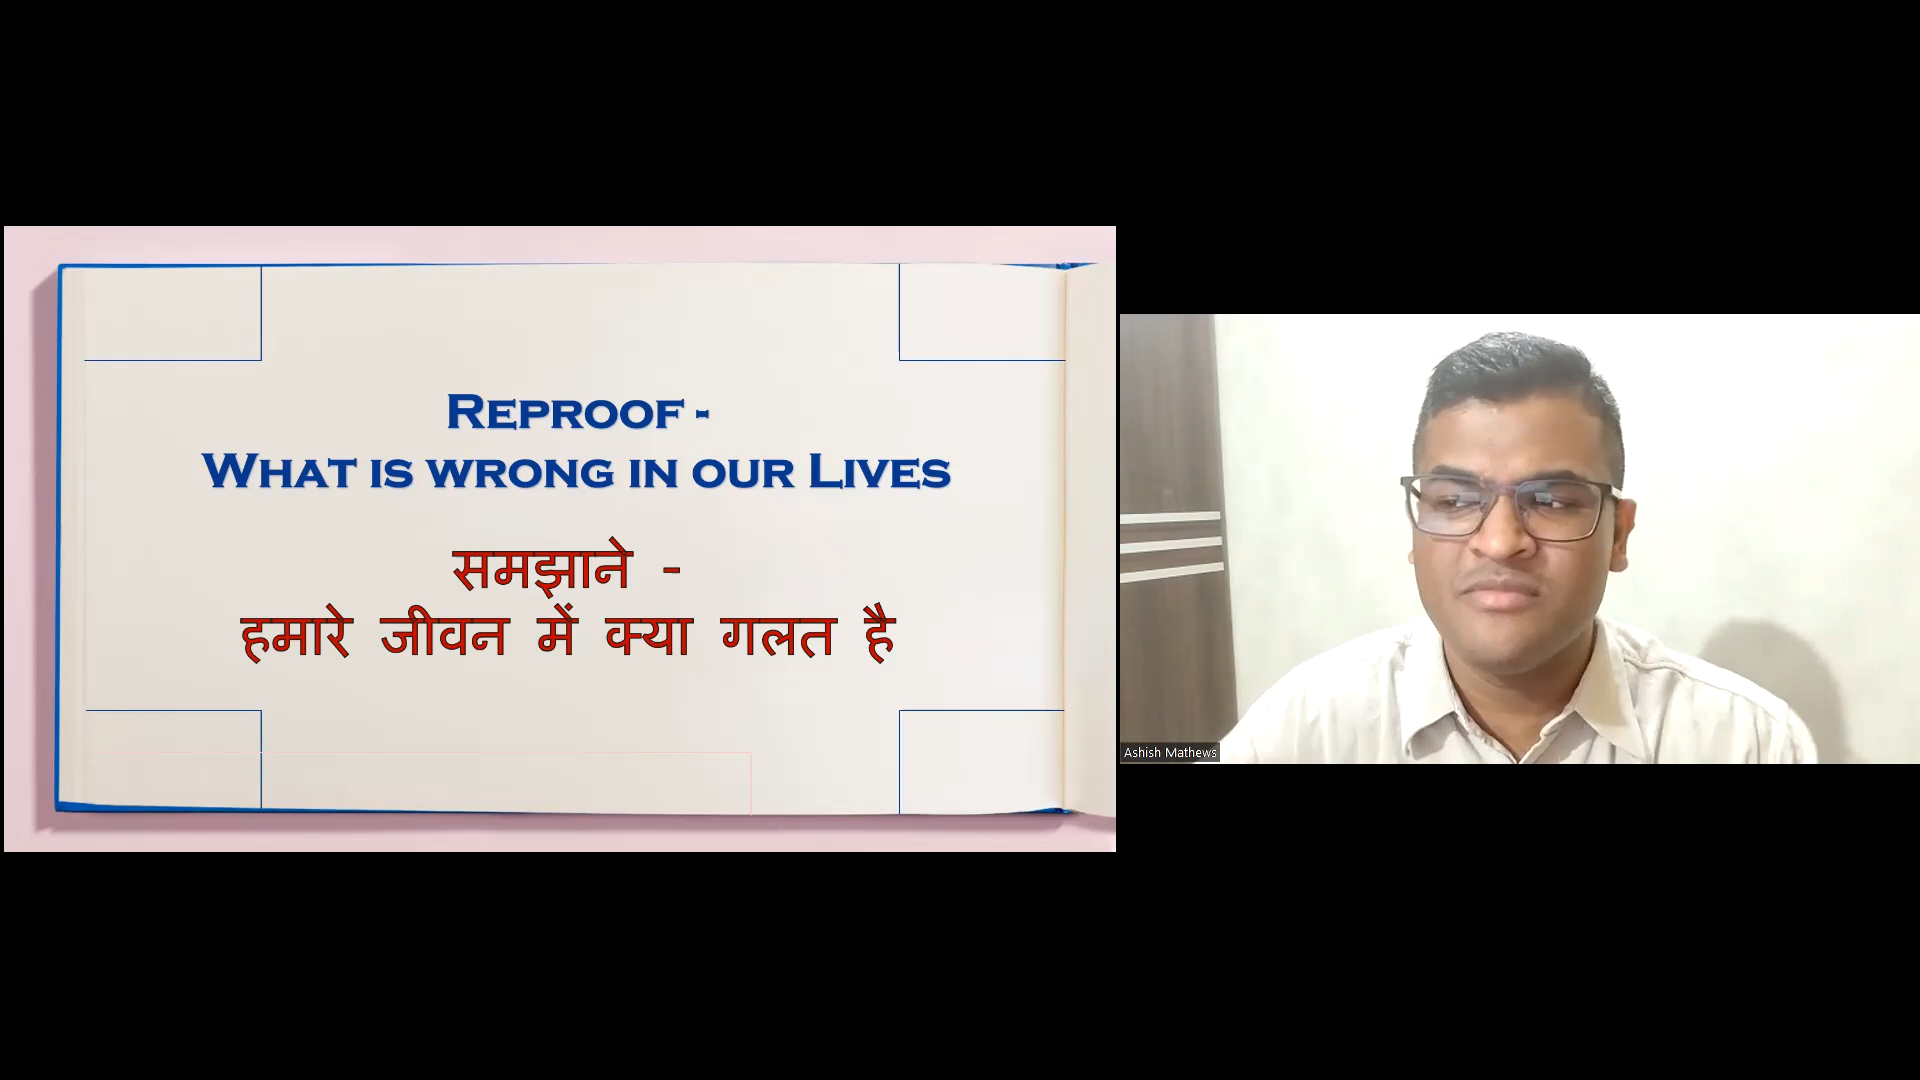 Reproof -
What is wrong in our Lives
समझाने -
हमारे जीवन में क्या गलत है
Ashish Mathews